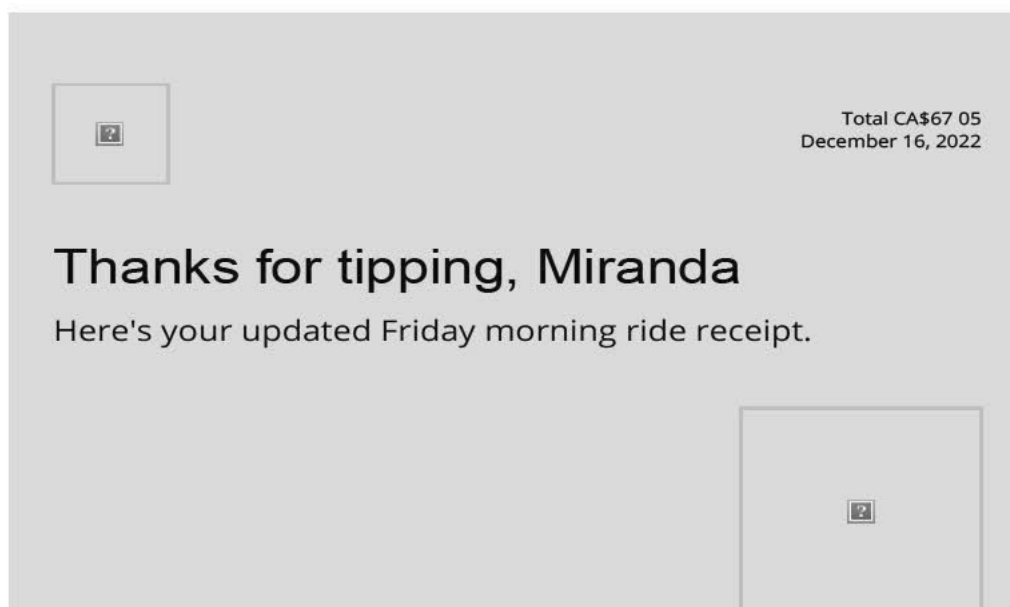 Total CA$67 05
December 16, 2022
Thanks for tipping, Miranda
Here's your updated Friday morning ride receipt.